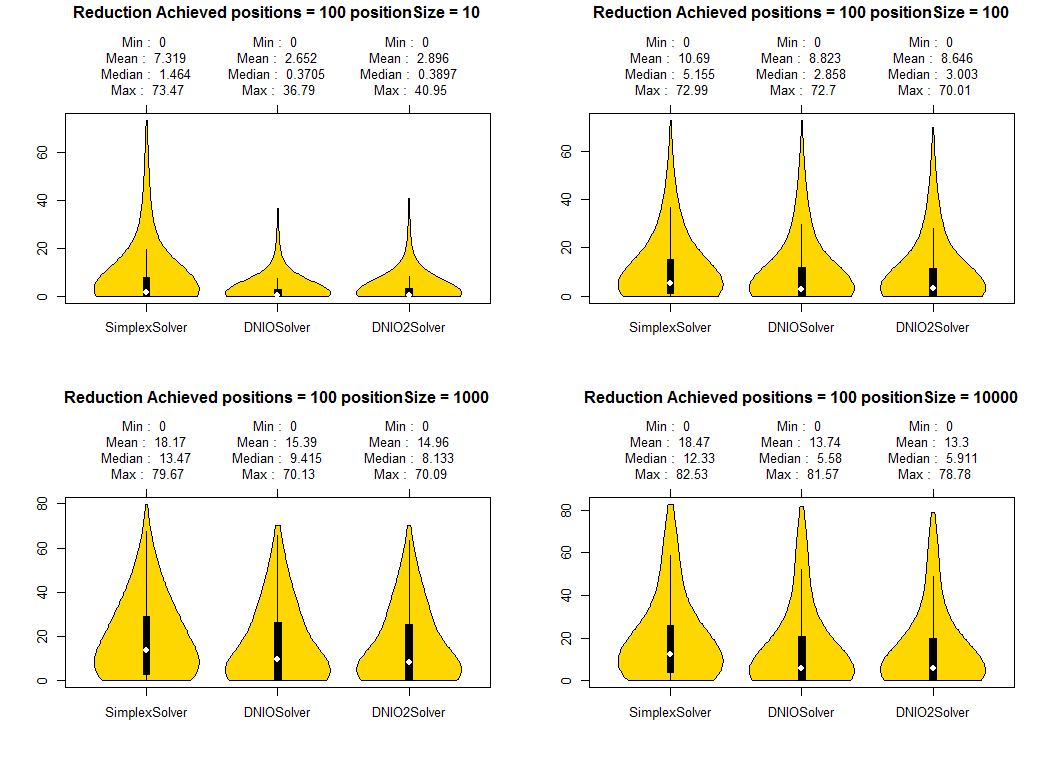 Reduction Achieved positions = 100 positionSize = 10
Min : 0 Min : 0 Min : 0
Mean : 7.319 Mean : 2.652 Mean : 2.896
Median : 1.464 Median : 0.3705 Median : 0.3897
Max : 73.47 Max : 36.79 Max : 40.95
60
40
20
0
SimplexSolver DNIOSolver DNIO2Solver
Reduction Achieved positions = 100 positionSize = 100
Min : 0 Min : 0 Min : 0
Mean : 10.69 Mean : 8.823 Mean : 8.646
Median : 5.155 Median : 2.858 Median : 3.003
Max : 72.99 Max : 72.7 Max : 70.01
60
40
20
0
SimplexSolver DNIOSolver DNIO2Solver
Reduction Achieved positions = 100 positionSize = 1000
Min : 0 Min : 0 Min : 0
Mean : 18.17 Mean : 15.39 Mean : 14.96
Median : 13.47 Median : 9.415 Median : 8.133
Max : 79.67 Max : 70.13 Max : 70.09
80
60
40
20
0
SimplexSolver DNIOSolver DNIO2Solver
Reduction Achieved positions = 100 positionSize = 10000
Min : 0 Min : 0 Min : 0
Mean : 18.47 Mean : 13.74 Mean : 13.3
Median : 12.33 Median : 5.58 Median : 5.911
Max : 82.53 Max : 81.57 Max : 78.78
80
60
40
20
0
SimplexSolver DNIOSolver DNIO2Solver